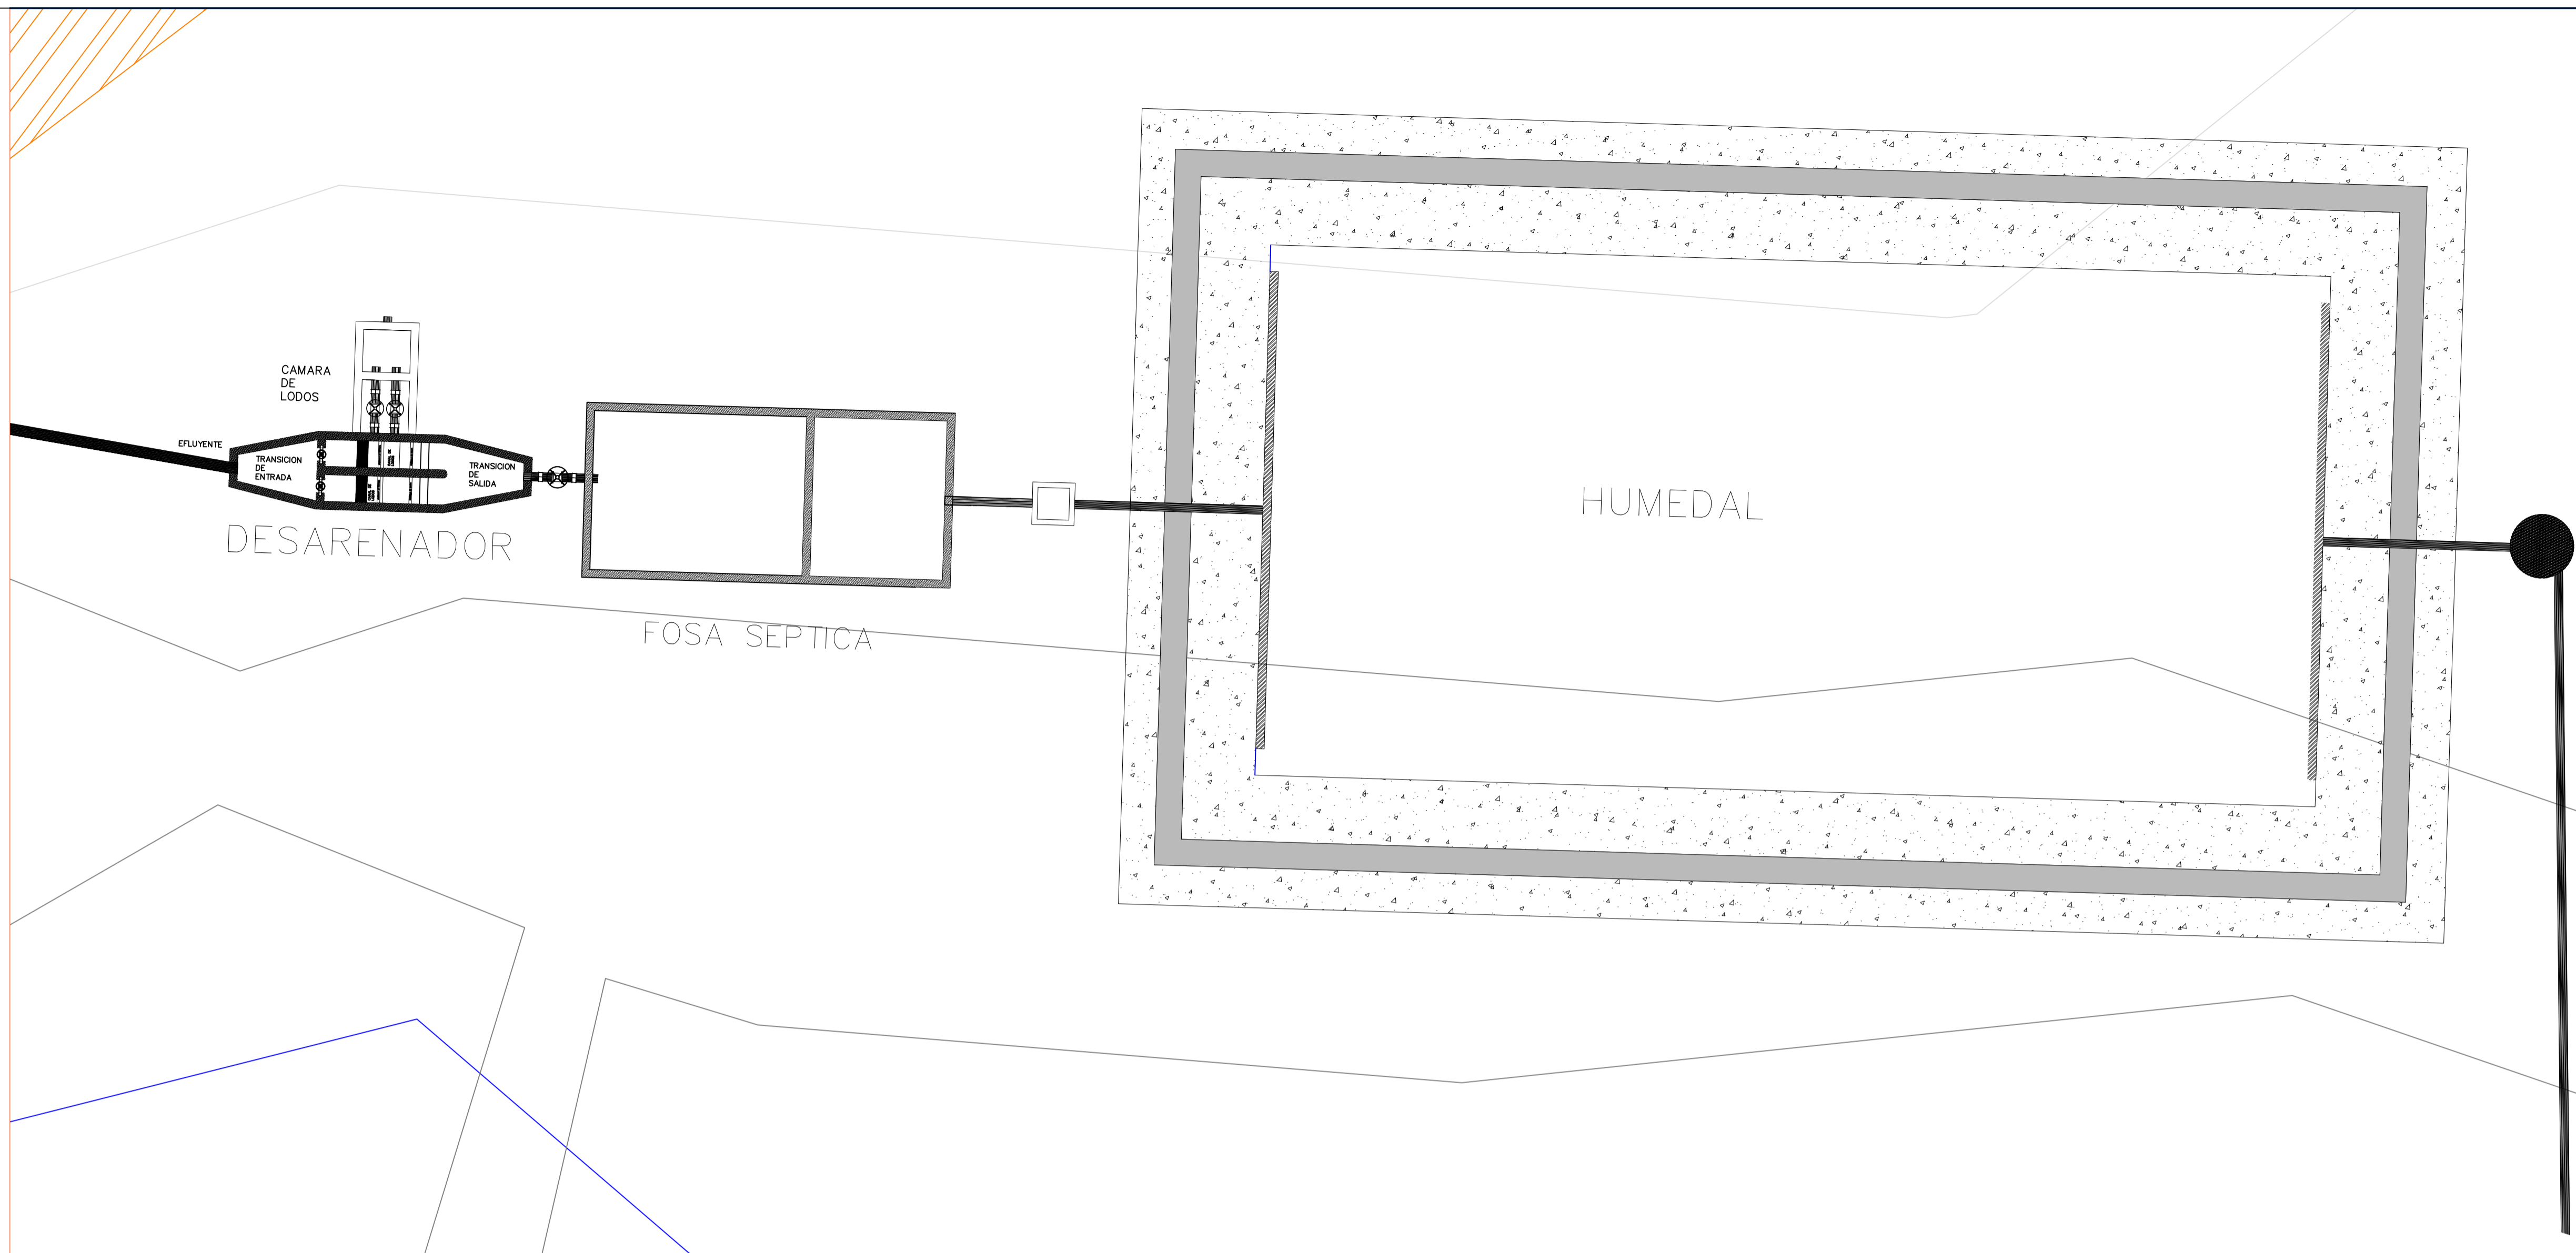 CAMARA
DE
LODOS
EFLUYENTE
TRANSICION
DE
ENTRADA
TRANSICION
DE
SALIDA
DESARENADOR
FOSA SEPTICA
HUMEDAL